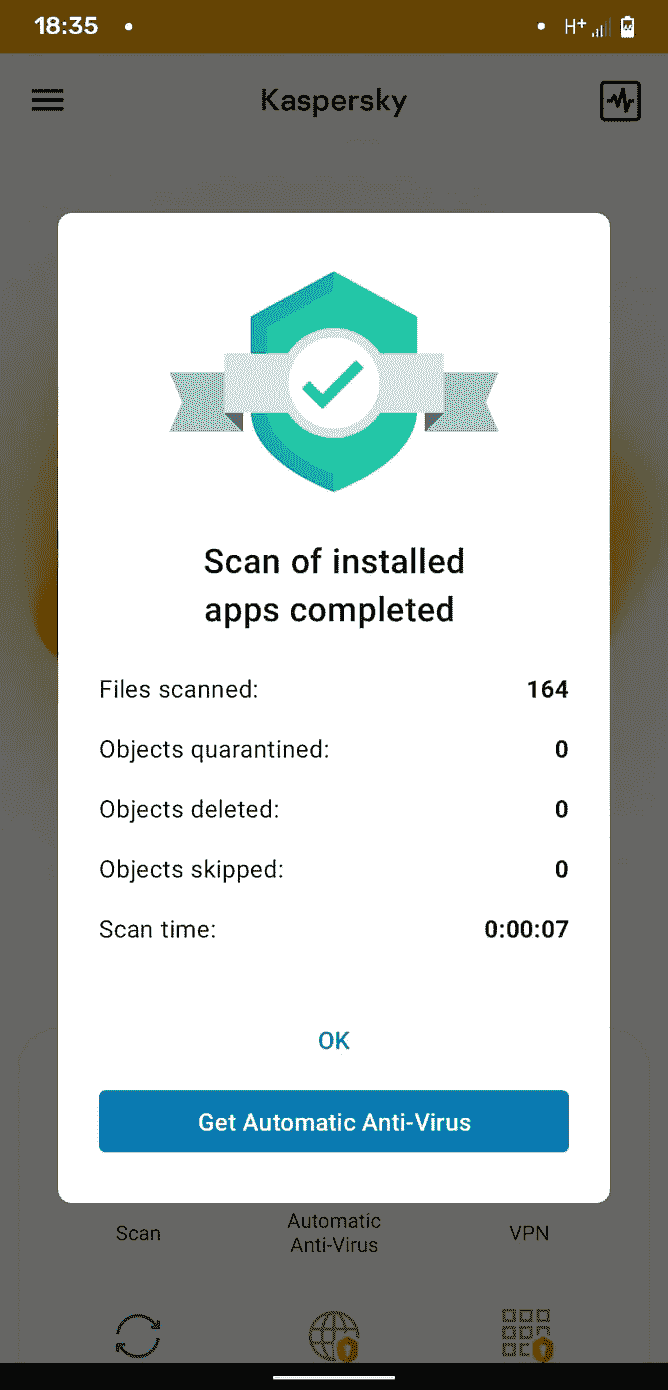 18:35
H+
Kaspersky
Scan of installed
apps completed
Files scanned: 164
Objects quarantined: 0
Objects deleted: 0
Objects skipped: 0
Scan time: 0:00:07
OK
Get Automatic Anti-Virus
Scan
Automatic
Anti-Virus
VPN